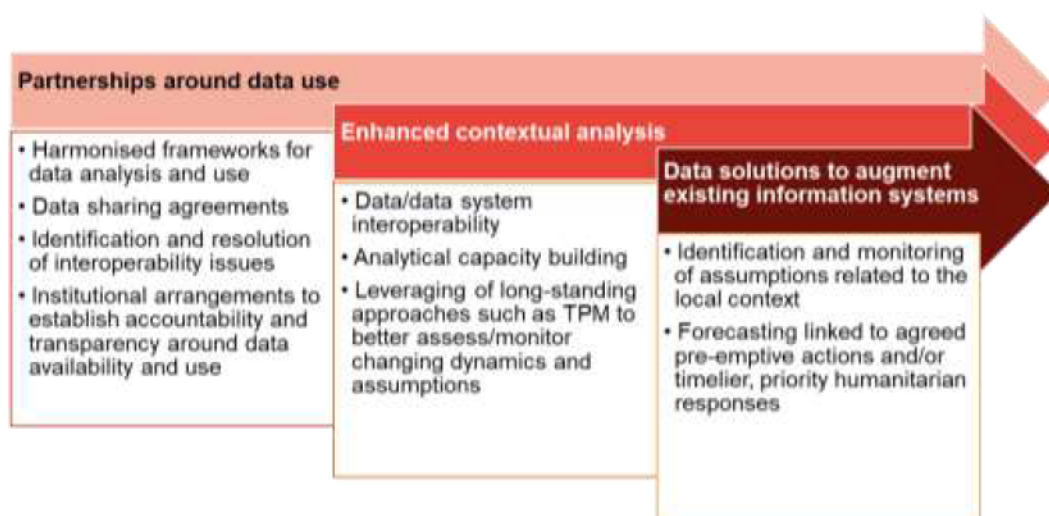 Partnerships around data use
• Harmonised frameworks for
data analysis and use
• Data sharing agreements
• Identification and resolution
of interoperability issues
• Institutional arrangements to
establish accountability and
transparency around data
availability and use
Enhanced contextual analysis
• Data/data system
interoperability
• Analytical capacity building
• Leveraging of long-standing
approaches such as TPM to
better assess/monitor
changing dynamics and
assumptions
Data solutions to augment
existing information systems
• Identification and monitoring
of assumptions related to the
local context
• Forecasting linked to agreed
pre-emptive actions and/or
timelier, priority humanitarian
responses